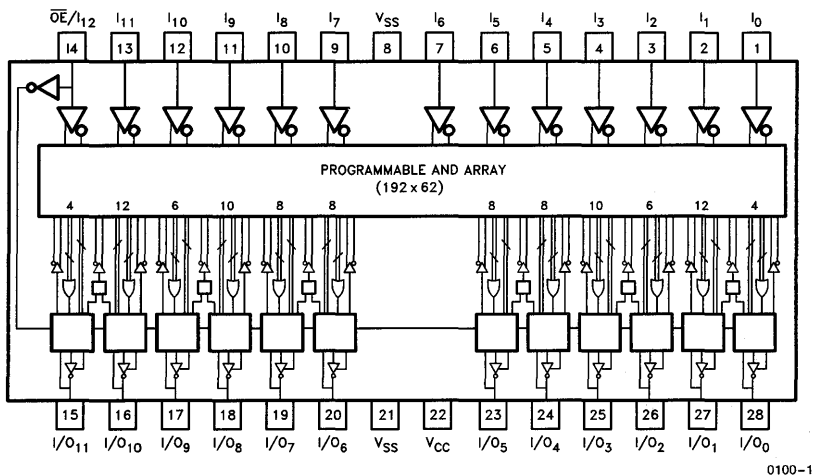 OE/I12 I11 I10 I9 I8 I7 VSS I6 I5 I4 I3 I2 I1 I0
14 13 12 11 10 9 8 7 6 5 4 3 2 1
PROGRAMMABLE AND ARRAY
(192 x 62)
4 12 6 10 8 8 8 8 10 6 12 4
15 16 17 18 19 20 21 22 23 24 25 26 27 28
I/O11 I/O10 I/O9 I/O8 I/O7 I/O6 VSS VCC I/O5 I/O4 I/O3 I/O2 I/O1 I/O0
0100-1